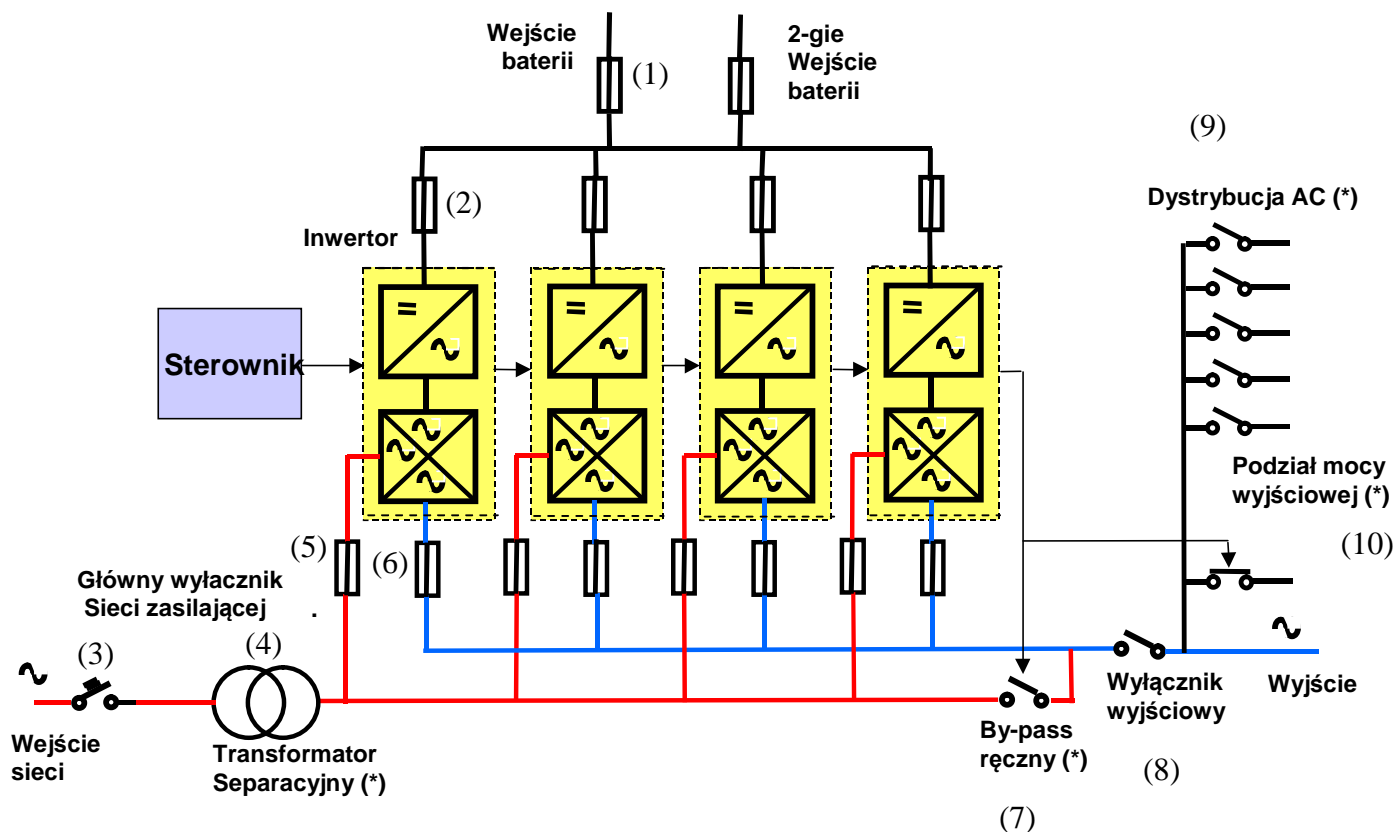 Wejście
baterii
(1)
2-gie
Wejście
baterii
(9)
Dystrybucja AC (*)
(2)
Inwertor
=
=
=
=
Sterownik
Podział mocy
wyjściowej (*)
(10)
(5)
(6)
Główny wyłacznik
Sieci zasilającej .
(3)
(4)
Wejście
sieci
Transformator
Separacyjny (*)
By-pass
ręczny (*)
(7)
Wyłącznik
wyjściowy
(8)
Wyjście